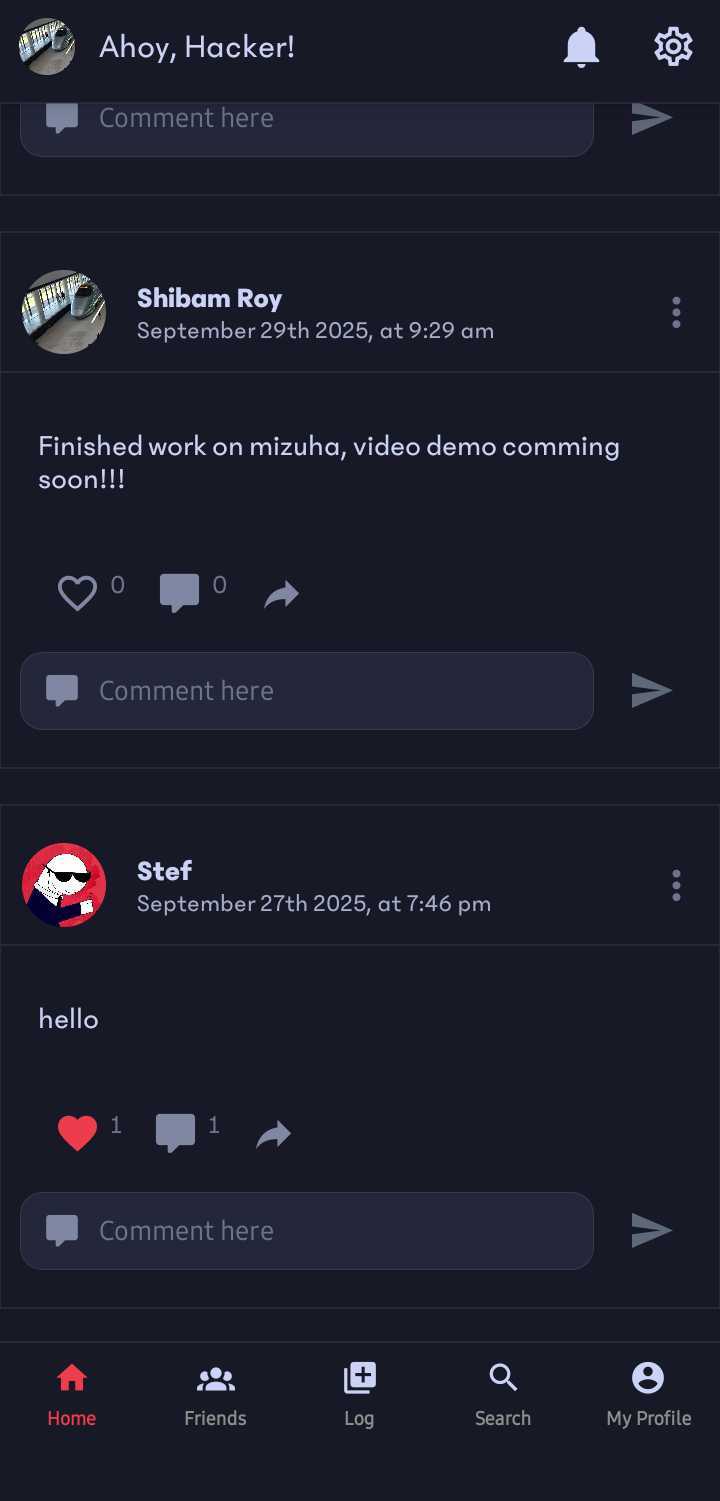 Ahoy, Hacker!
Comment here
Shibam Roy
September 29th 2025, at 9:29 am
Finished work on mizuha, video demo comming
soon!!!
0 0
Comment here
Stef
September 27th 2025, at 7:46 pm
hello
1 1
Comment here
Home Friends Log Search My Profile